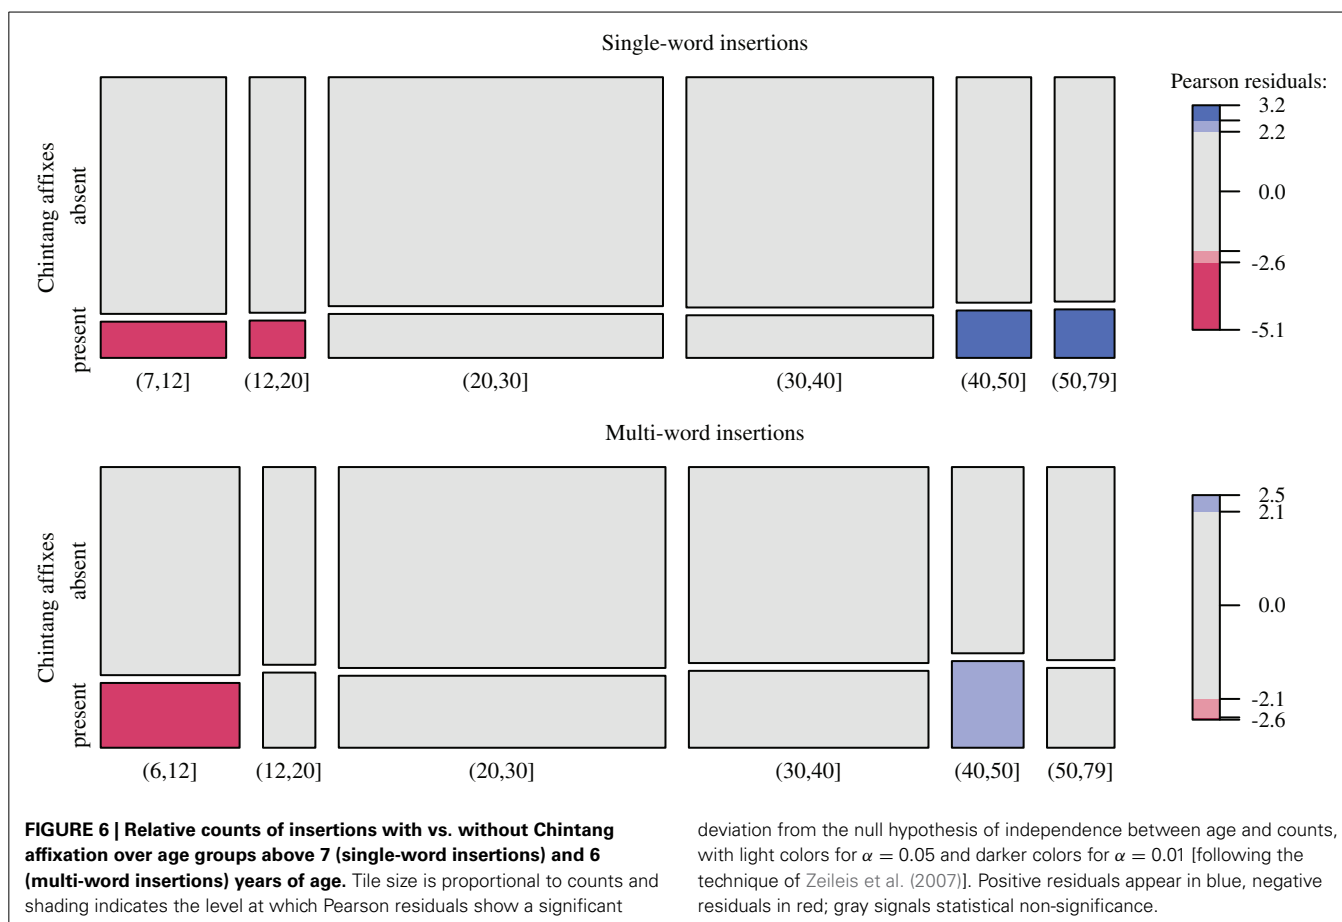 Single-word insertions
Chintang affixes
absent
present
(7,12]
(12,20]
(20,30]
(30,40]
(40,50]
(50,79]
Pearson residuals:
3.2
2.2
0.0
-2.6
-5.1
Multi-word insertions
Chintang affixes
absent
present
(6,12]
(12,20]
(20,30]
(30,40]
(40,50]
(50,79]
2.5
2.1
0.0
-2.1
-2.6
FIGURE 6 | Relative counts of insertions with vs. without Chintang
affixation over age groups above 7 (single-word insertions) and 6
(multi-word insertions) years of age. Tile size is proportional to counts and
shading indicates the level at which Pearson residuals show a significant
deviation from the null hypothesis of independence between age and counts,
with light colors for α = 0.05 and darker colors for α = 0.01 [following the
technique of Zeileis et al. (2007)]. Positive residuals appear in blue, negative
residuals in red; gray signals statistical non-significance.